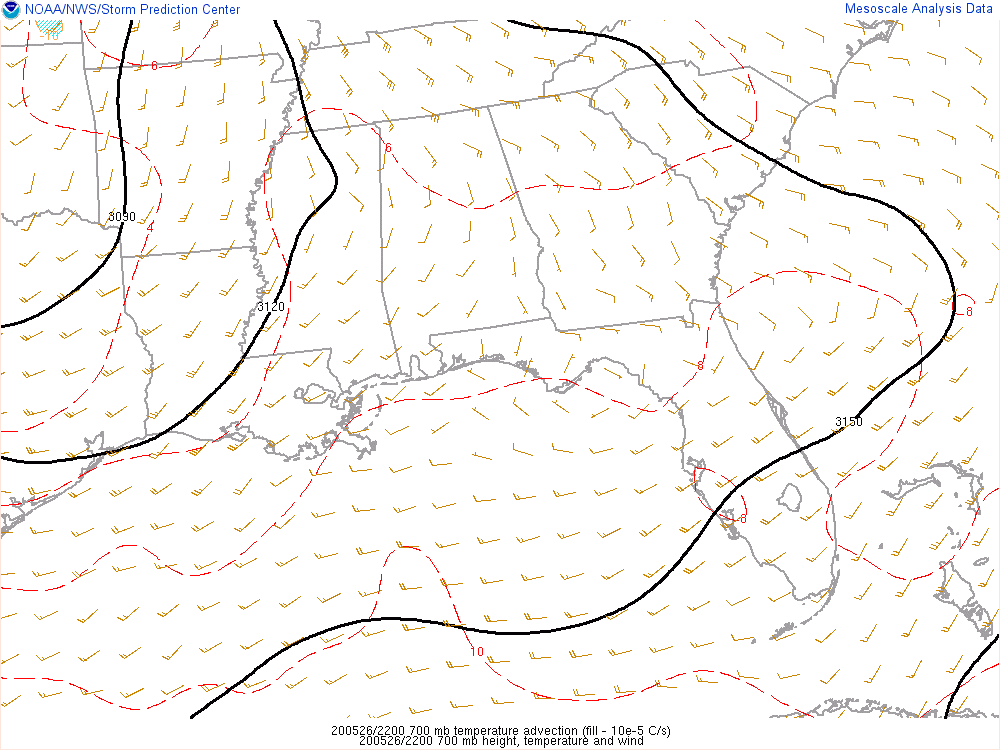 NOAA/NWS/Storm Prediction Center
Mesoscale Analysis Data
6
6
3090
4
3120
8
8
3150
8
10
200526/2200 700 mb temperature advection (fill - 10e-5 C/s)
200526/2200 700 mb height, temperature and wind